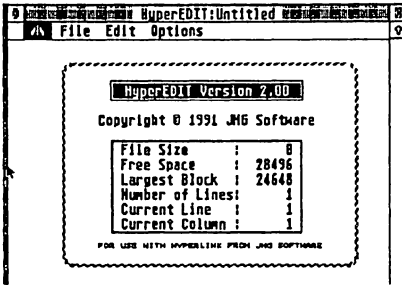 HyperEDIT:Untitled
File Edit Options
HyperEDIT Version 2.00
Copyright © 1991 JMG Software
File Size : 0
Free Space : 28496
Largest Block : 24648
Number of Lines: 1
Current Line : 1
Current Column : 1
FOR USE WITH HYPERLINK FROM JMG SOFTWARE